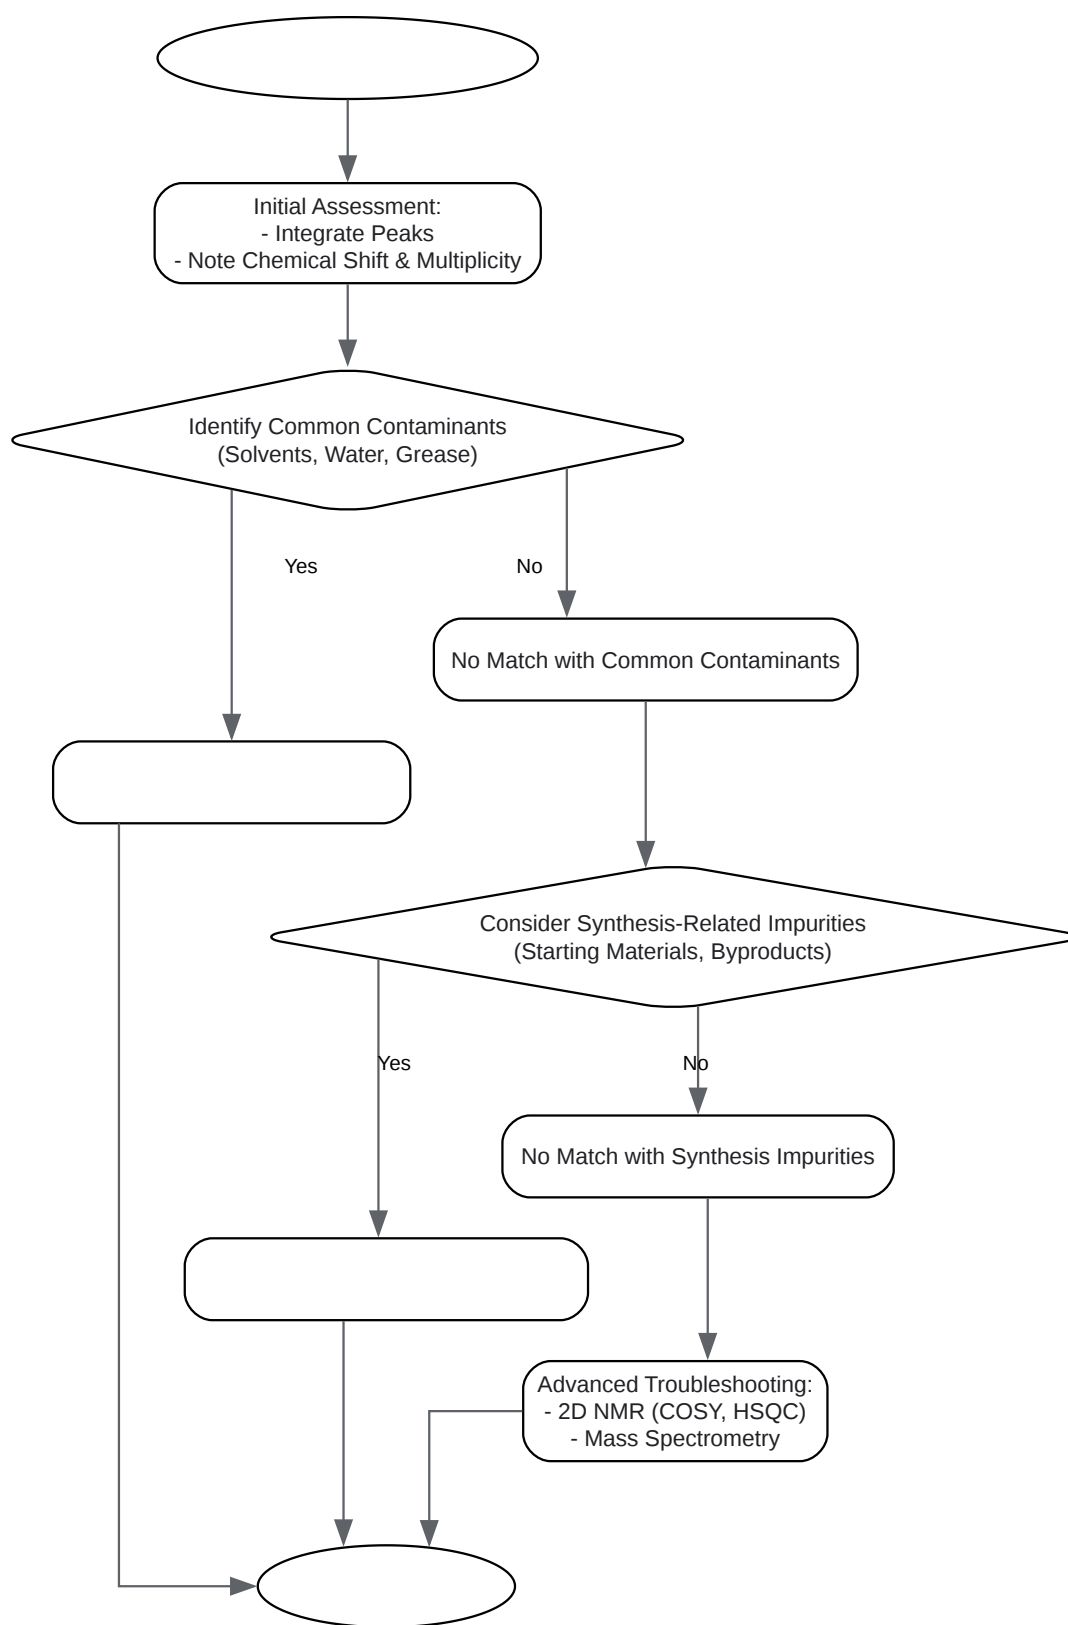 Initial Assessment:
- Integrate Peaks
- Note Chemical Shift & Multiplicity
Identify Common Contaminants
(Solvents, Water, Grease)
Yes
No
No Match with Common Contaminants
Consider Synthesis-Related Impurities
(Starting Materials, Byproducts)
Yes
No
No Match with Synthesis Impurities
Advanced Troubleshooting:
- 2D NMR (COSY, HSQC)
- Mass Spectrometry